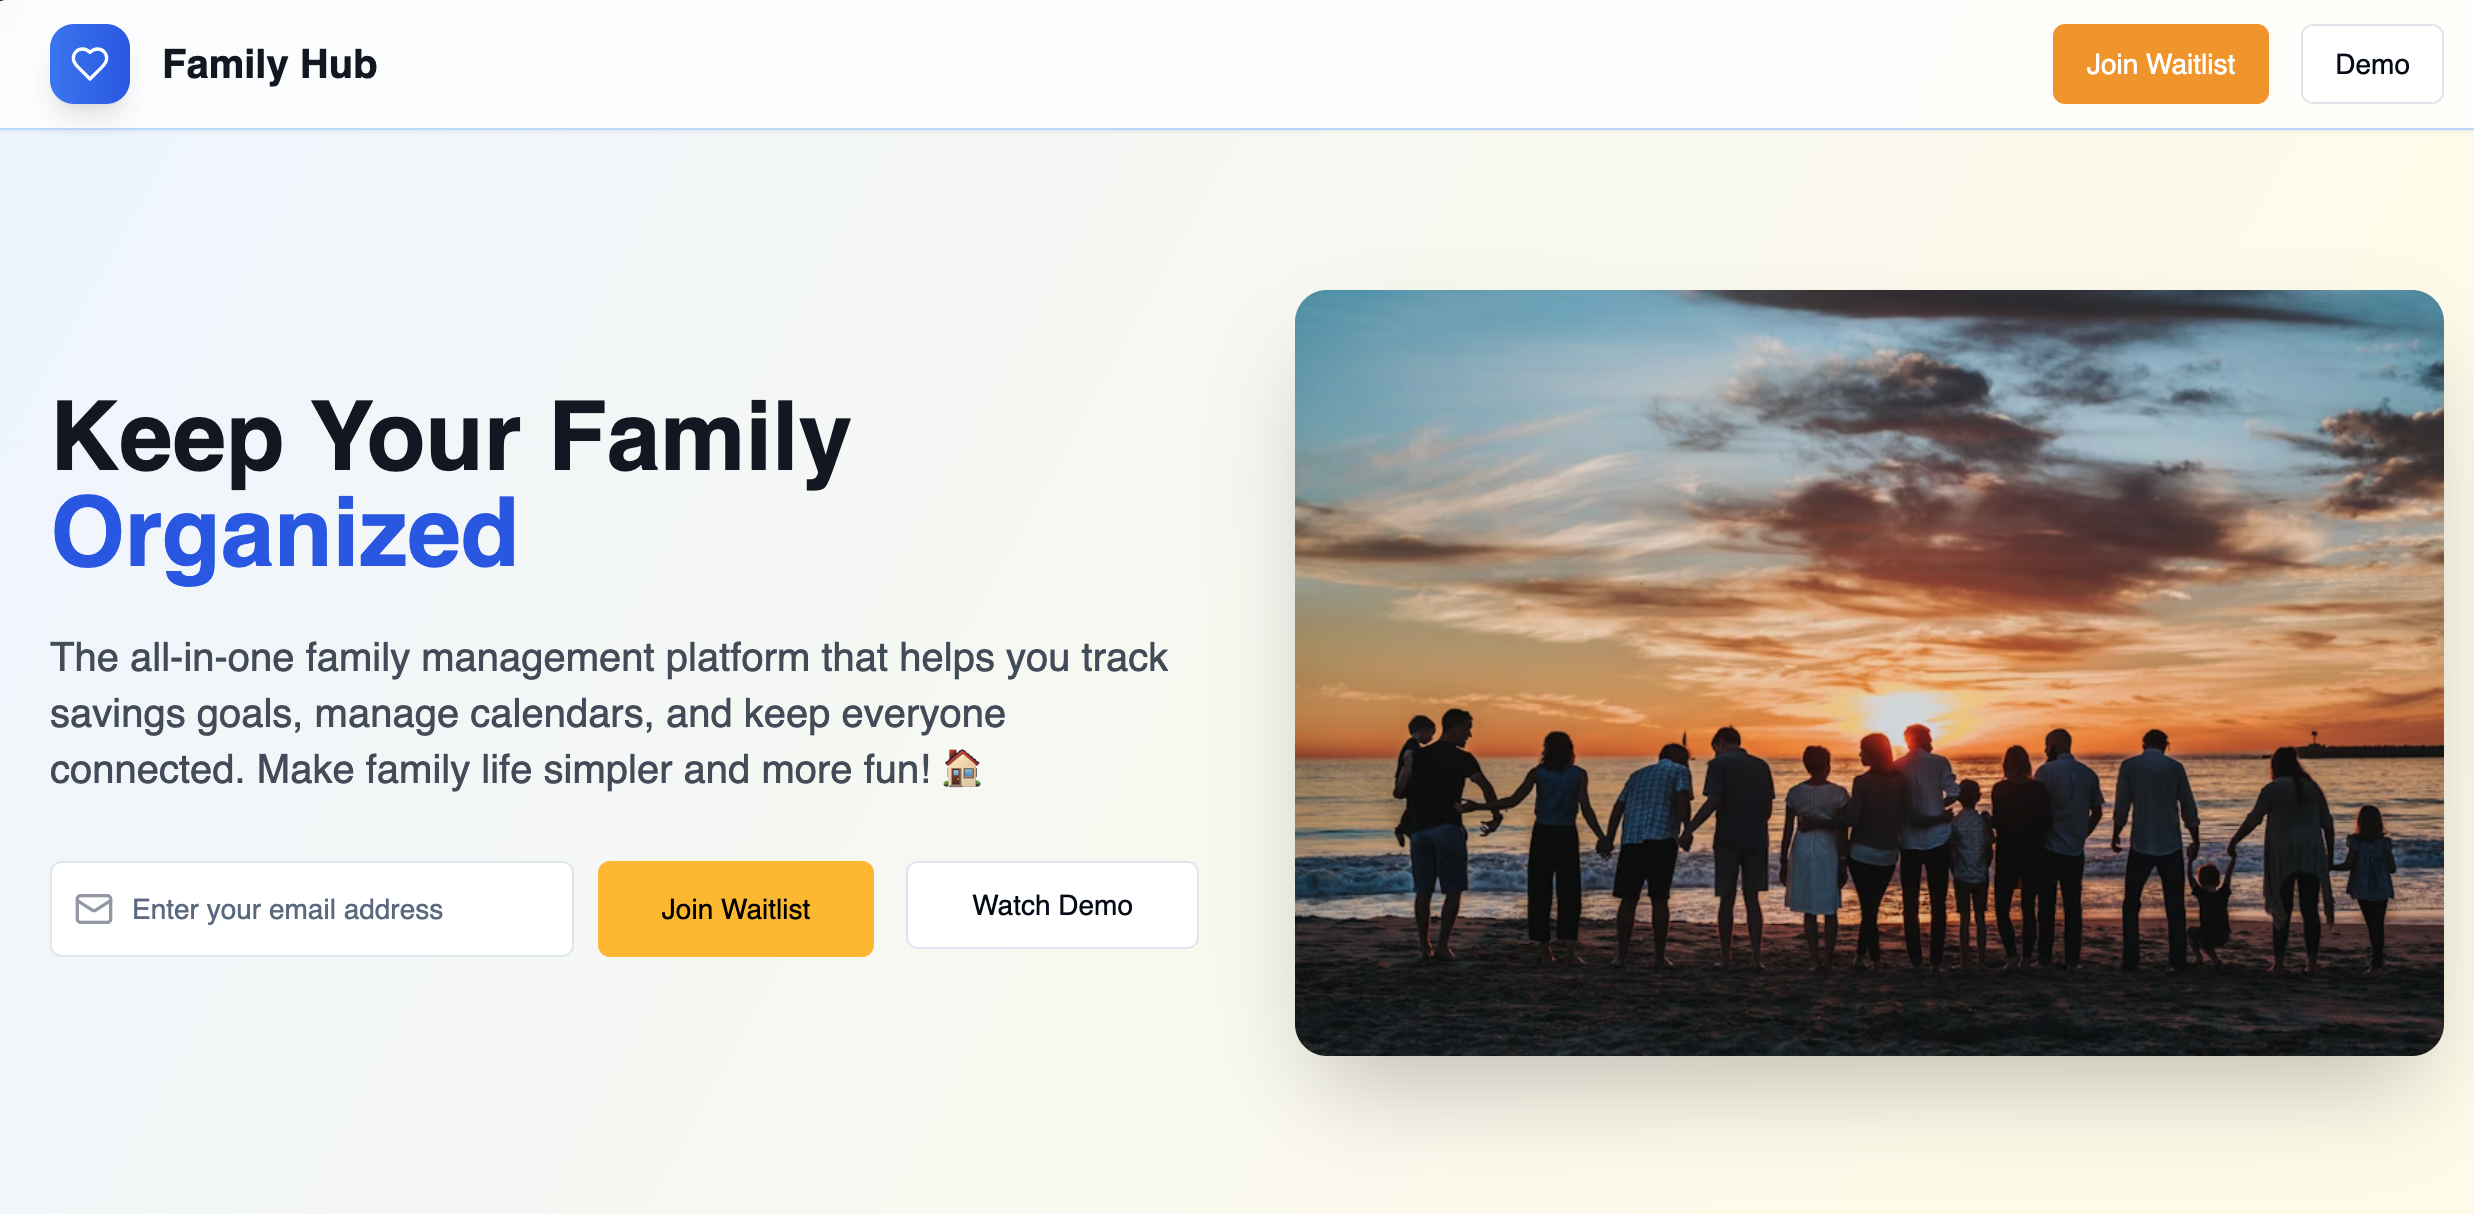 Family Hub
Join Waitlist
Demo
Keep Your Family
Organized
The all-in-one family management platform that helps you track
savings goals, manage calendars, and keep everyone
connected. Make family life simpler and more fun! 🏠
Enter your email address
Join Waitlist
Watch Demo